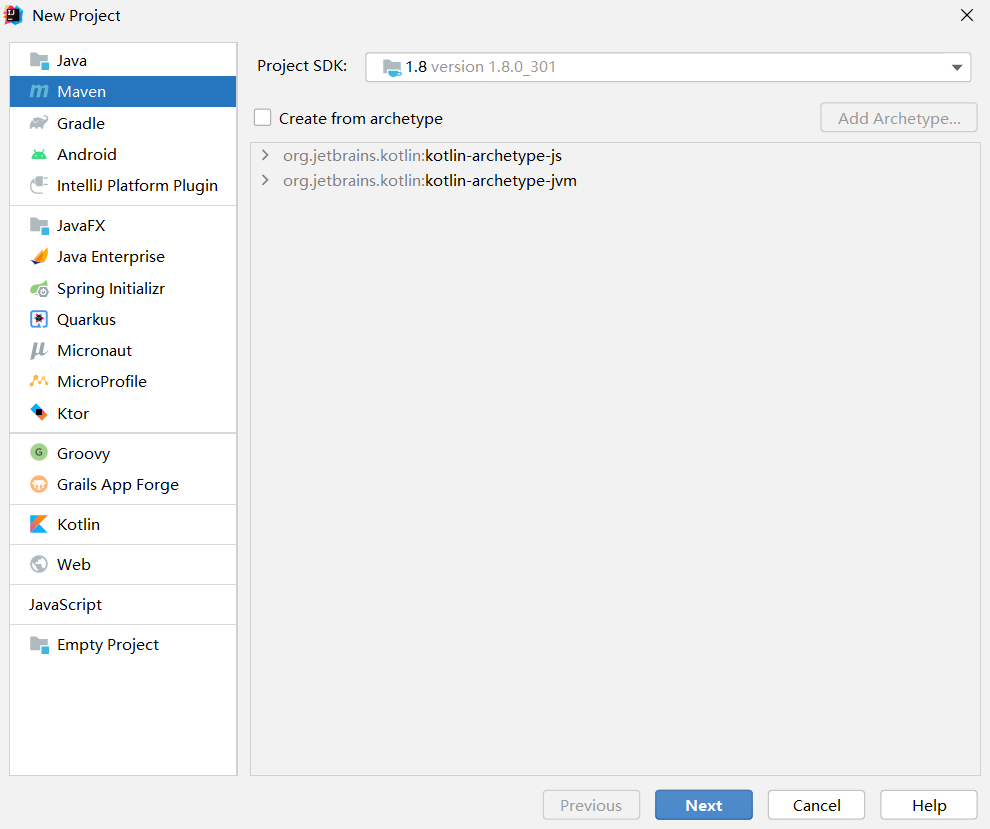 New Project
Java
Maven
Gradle
Android
IntelliJ Platform Plugin
JavaFX
Java Enterprise
Spring Initializr
Quarkus
Micronaut
MicroProfile
Ktor
G Groovy
Grails App Forge
Kotlin
Web
JavaScript
Empty Project
Project SDK: 1.8 version 1.8.0_301
Create from archetype Add Archetype...
org.jetbrains.kotlin:kotlin-archetype-js
org.jetbrains.kotlin:kotlin-archetype-jvm
Previous Next Cancel Help